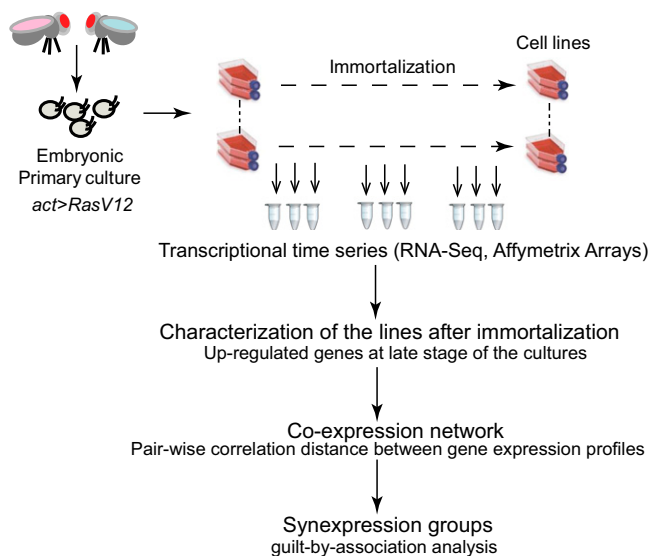 Cell lines
Immortalization
Embryonic
Primary culture
act>RasV12
Transcriptional time series (RNA-Seq, Affymetrix Arrays)
Characterization of the lines after immortalization
Up-regulated genes at late stage of the cultures
Co-expression network
Pair-wise correlation distance between gene expression profiles
Synexpression groups
guilt-by-association analysis